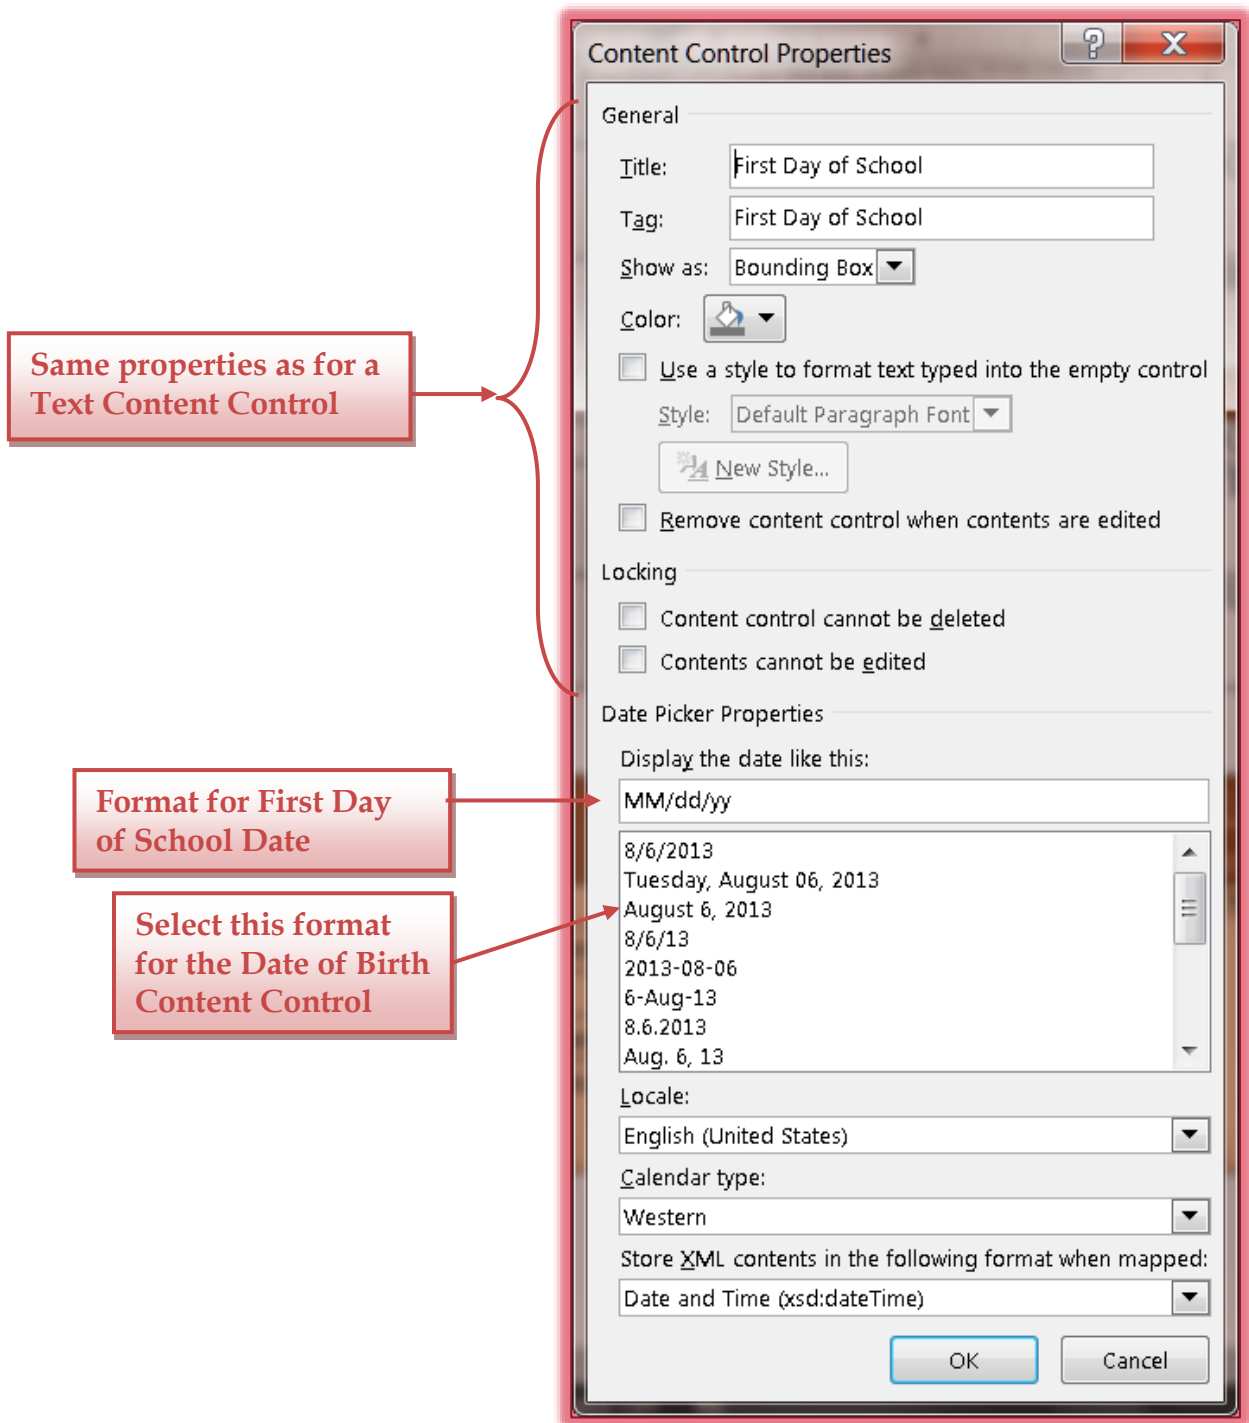 Content Control Properties
General
Title: First Day of School
Tag: First Day of School
Show as: Bounding Box
Color:
Use a style to format text typed into the empty control
Style: Default Paragraph Font
New Style...
Remove content control when contents are edited
Locking
Content control cannot be deleted
Contents cannot be edited
Same properties as for a
Text Content Control
Date Picker Properties
Display the date like this:
MM/dd/yy
Format for First Day
of School Date
8/6/2013
Tuesday, August 06, 2013
August 6, 2013
8/6/13
2013-08-06
6-Aug-13
8.6.2013
Aug. 6, 13
Select this format
for the Date of Birth
Content Control
Locale:
English (United States)
Calendar type:
Western
Store XML contents in the following format when mapped:
Date and Time (xsd:dateTime)
OK Cancel